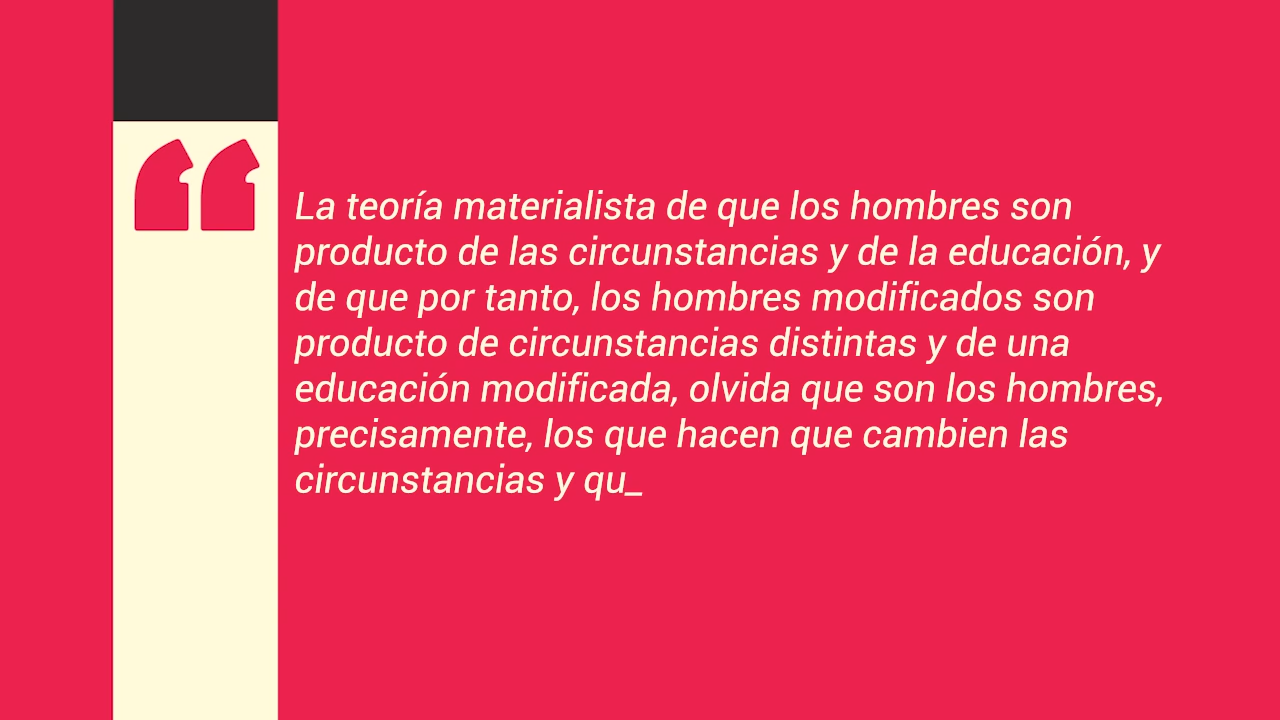 La teoría materialista de que los hombres son
producto de las circunstancias y de la educación, y
de que por tanto, los hombres modificados son
producto de circunstancias distintas y de una
educación modificada, olvida que son los hombres,
precisamente, los que hacen que cambien las
circunstancias y qu_